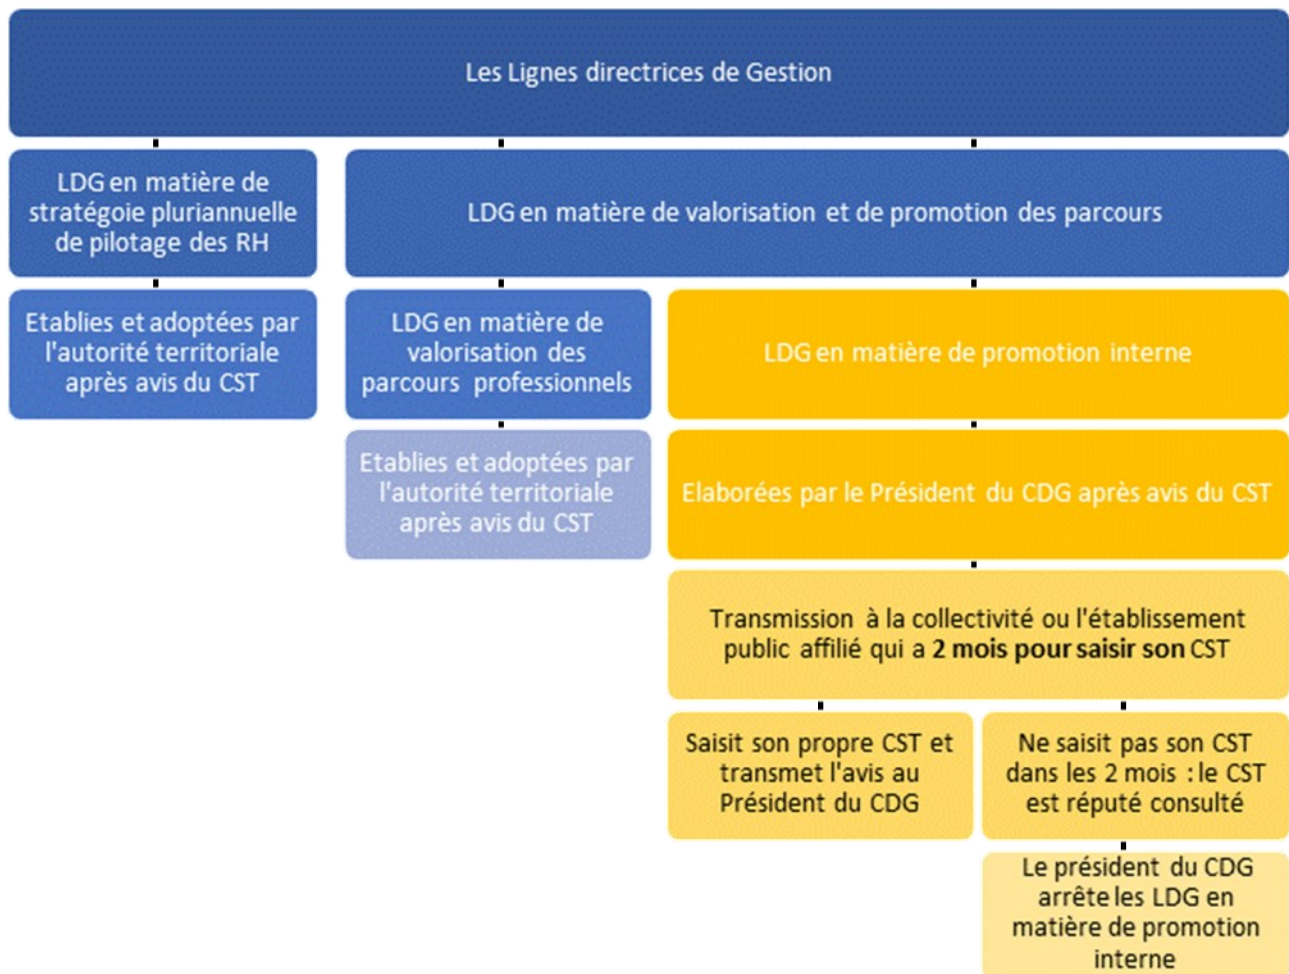 Les Lignes directrices de Gestion
LDG en matière de
stratégoie pluriannuelle
de pilotage des RH
LDG en matière de valorisation et de promotion des parcours
Etablies et adoptées par
l'autorité territoriale
après avis du CST
LDG en matière de
valorisation des
parcours professionnels
LDG en matière de promotion interne
Etablies et adoptées par
l'autorité territoriale
après avis du CST
Elaborées par le Président du CDG après avis du CST
Transmission à la collectivité ou l'établissement
public affilié qui a 2 mois pour saisir son CST
Saisit son propre CST et
transmet l'avis au
Président du CDG
Ne saisit pas son CST
dans les 2 mois : le CST
est réputé consulté
Le président du CDG
arrête les LDG en
matière de promotion
interne